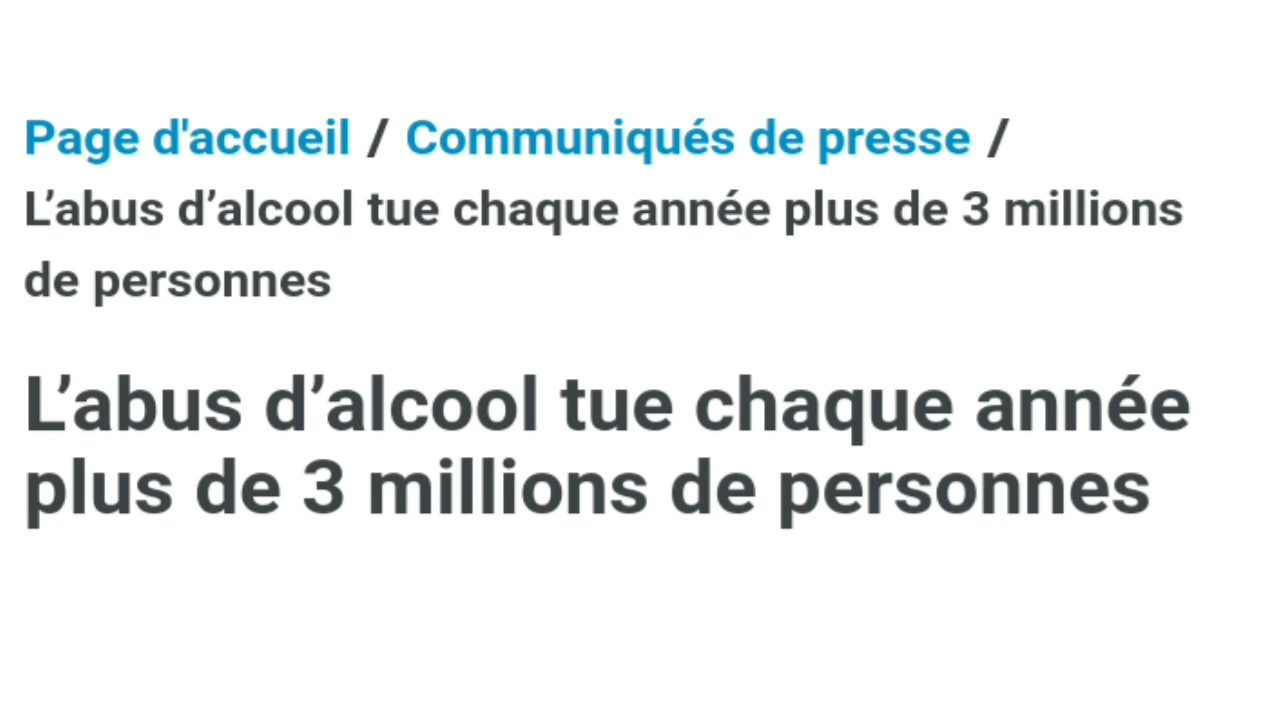 Page d'accueil / Communiqués de presse /
L’abus d’alcool tue chaque année plus de 3 millions
de personnes
L’abus d’alcool tue chaque année
plus de 3 millions de personnes